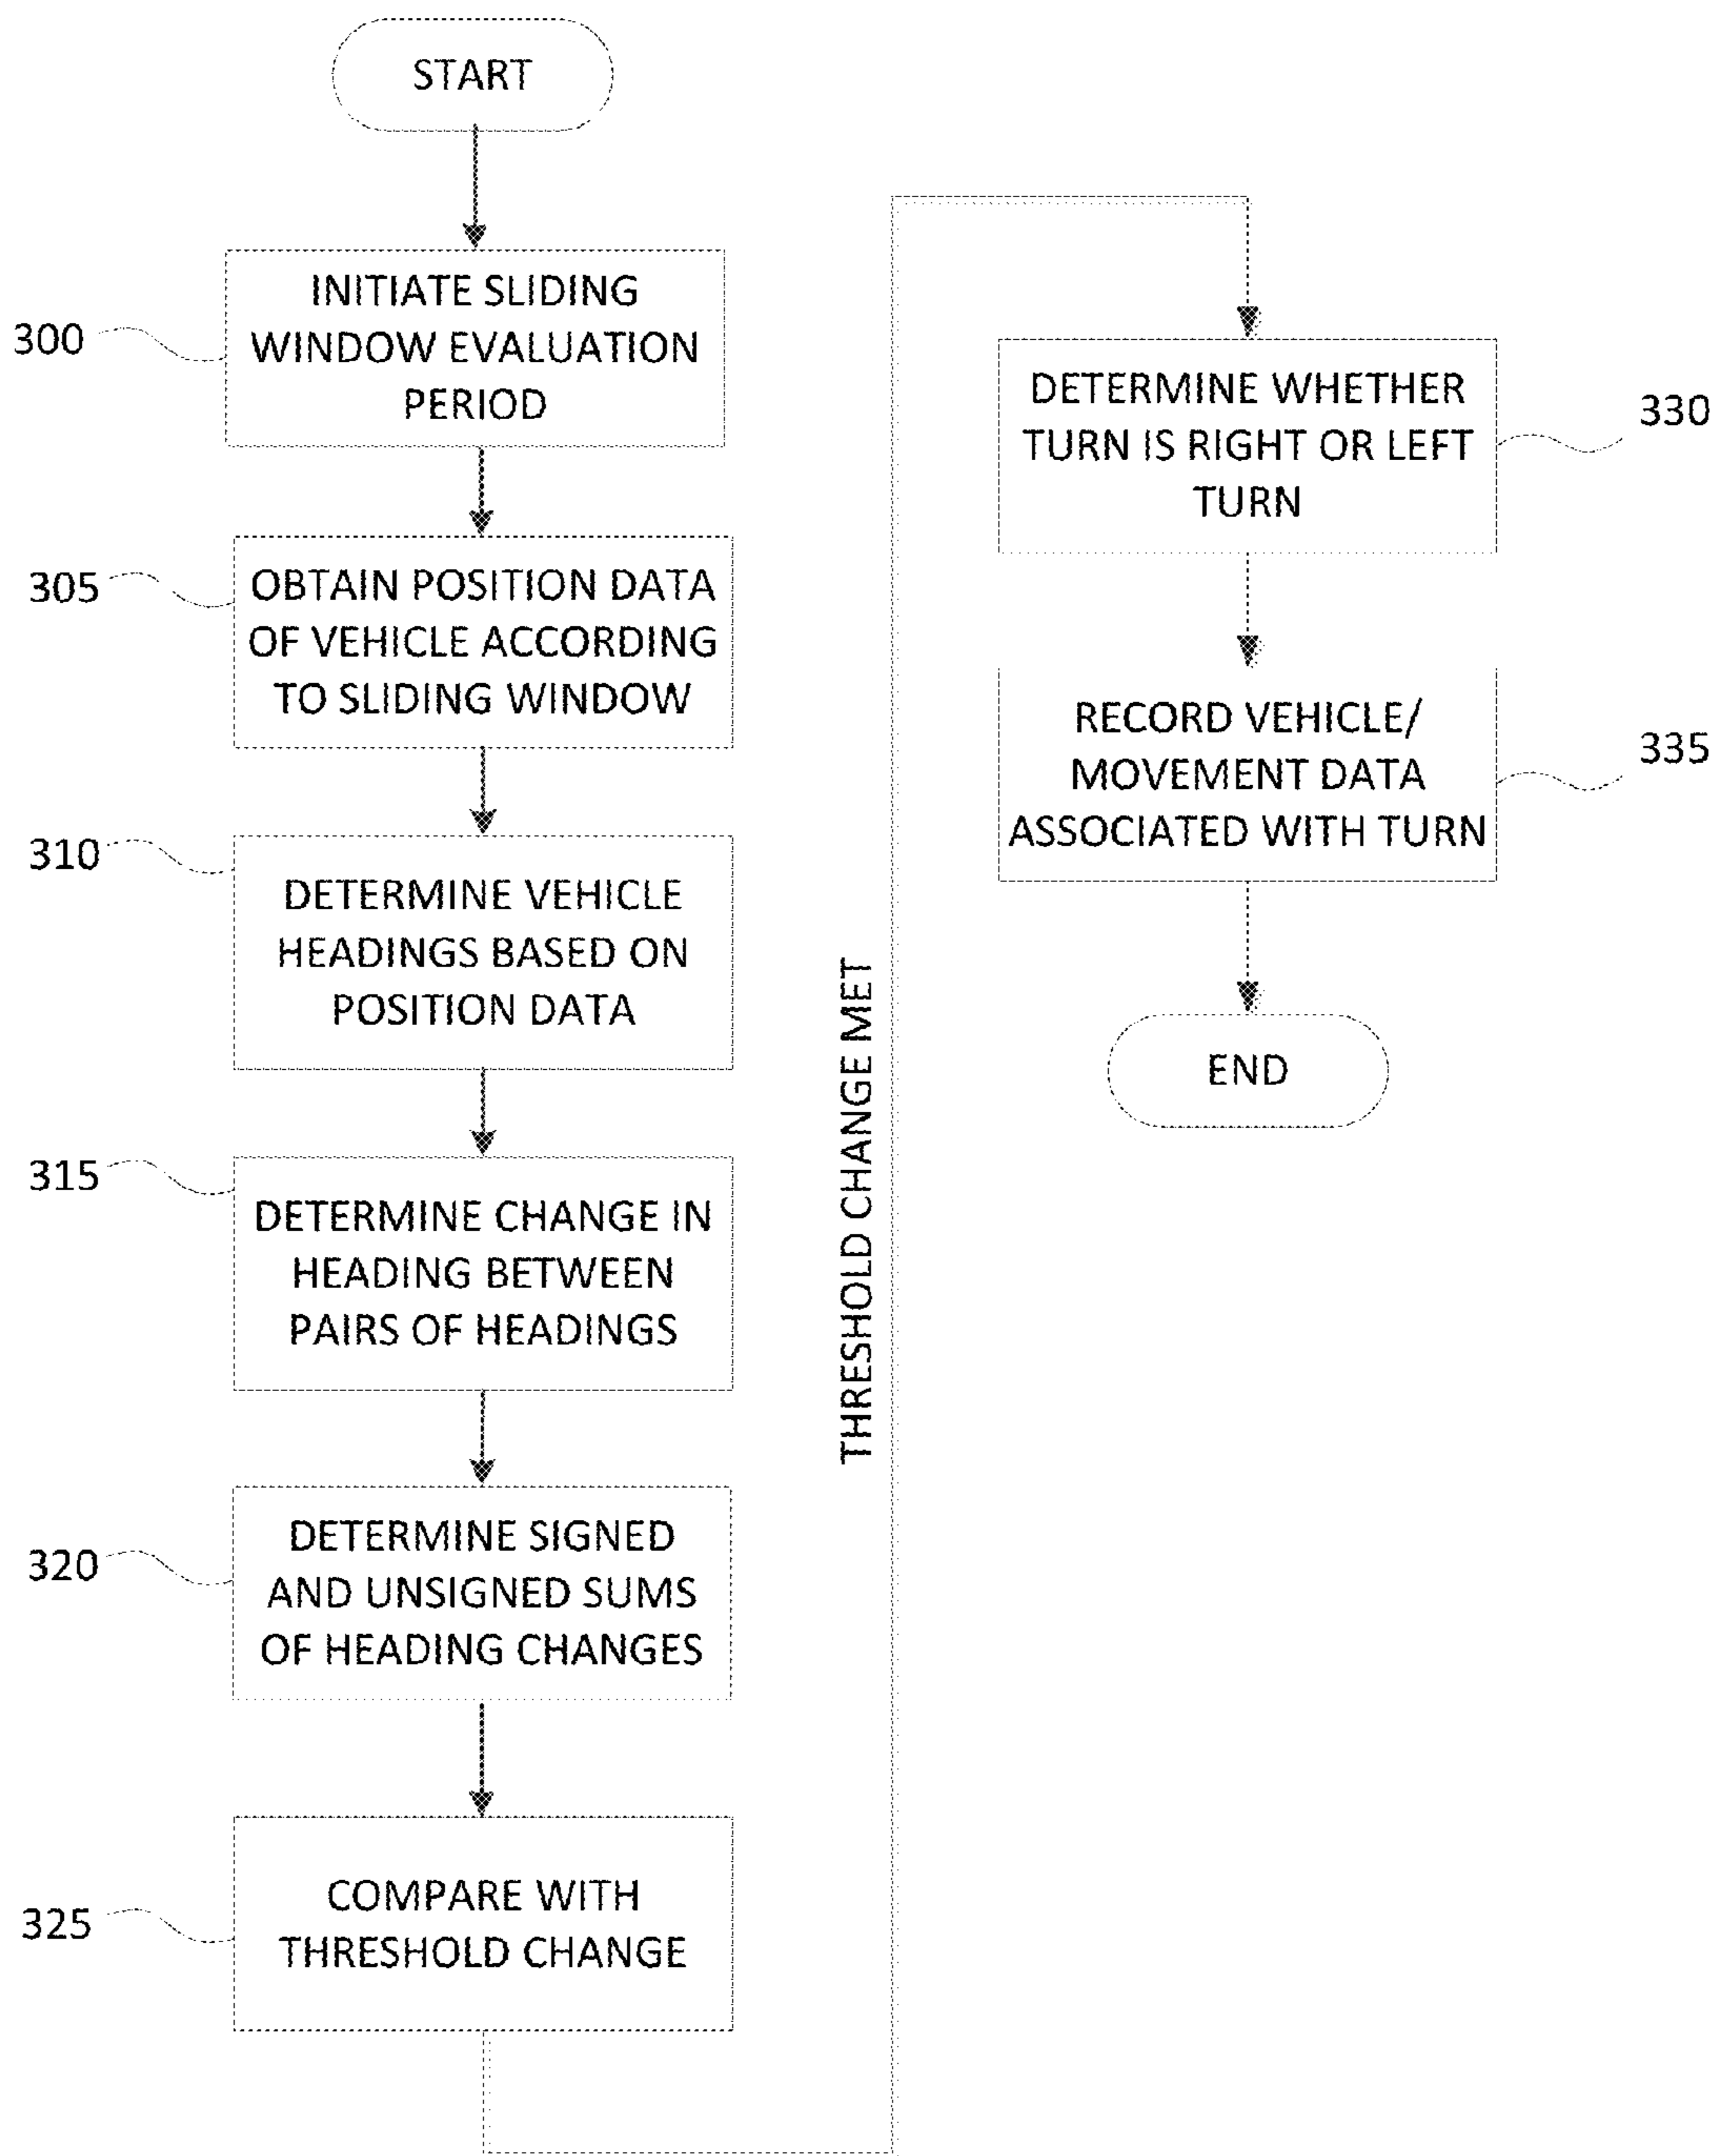 START
300
INITIATE SLIDING
WINDOW EVALUATION
PERIOD
305
OBTAIN POSITION DATA
OF VEHICLE ACCORDING
TO SLIDING WINDOW
310
DETERMINE VEHICLE
HEADINGS BASED ON
POSITION DATA
315
DETERMINE CHANGE IN
HEADING BETWEEN
PAIRS OF HEADINGS
320
DETERMINE SIGNED
AND UNSIGNED SUMS
OF HEADING CHANGES
325
COMPARE WITH
THRESHOLD CHANGE
THRESHOLD CHANGE MET
330
DETERMINE WHETHER
TURN IS RIGHT OR LEFT
TURN
335
RECORD VEHICLE/
MOVEMENT DATA
ASSOCIATED WITH TURN
END